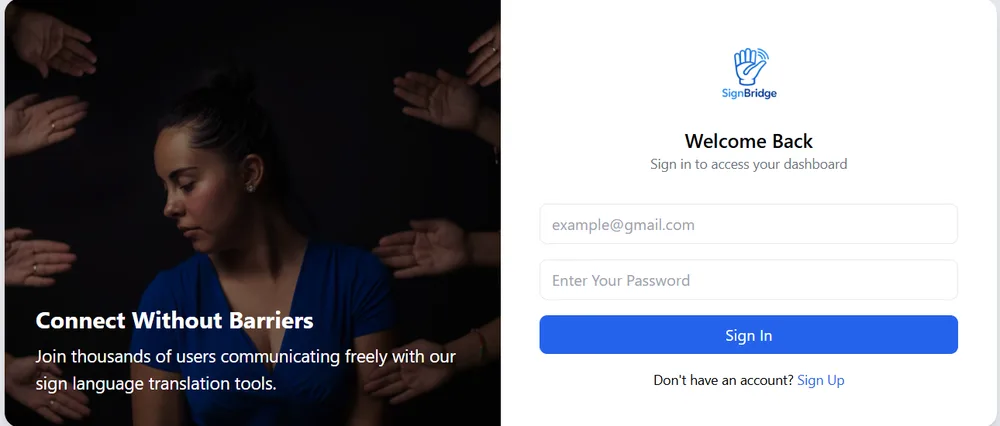 Connect Without Barriers
Join thousands of users communicating freely with our
sign language translation tools.
SignBridge
Welcome Back
Sign in to access your dashboard
example@gmail.com
Enter Your Password
Sign In
Don't have an account? Sign Up